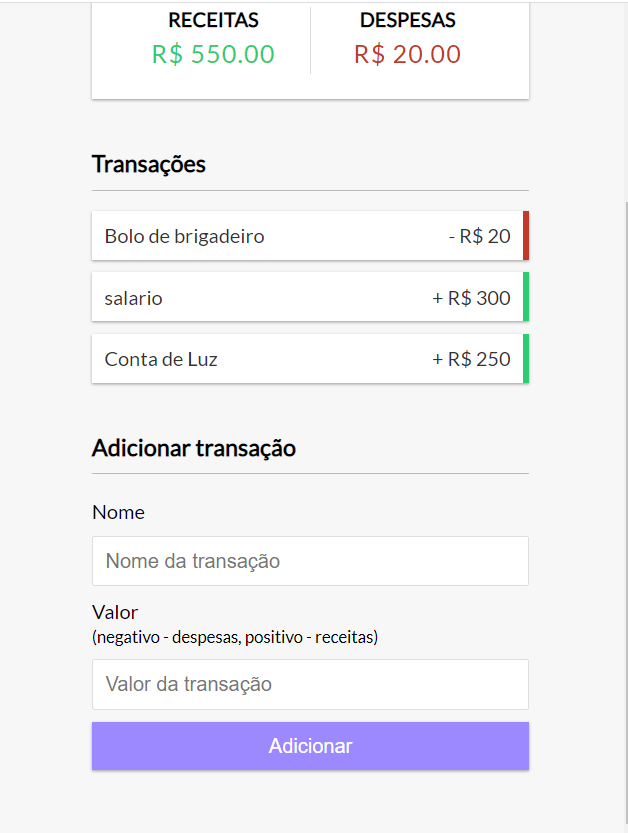 RECEITAS DESPESAS
R$ 550.00 R$ 20.00
Transações
Bolo de brigadeiro - R$ 20
salario + R$ 300
Conta de Luz + R$ 250
Adicionar transação
Nome
Nome da transação
Valor
(negativo - despesas, positivo - receitas)
Valor da transação
Adicionar